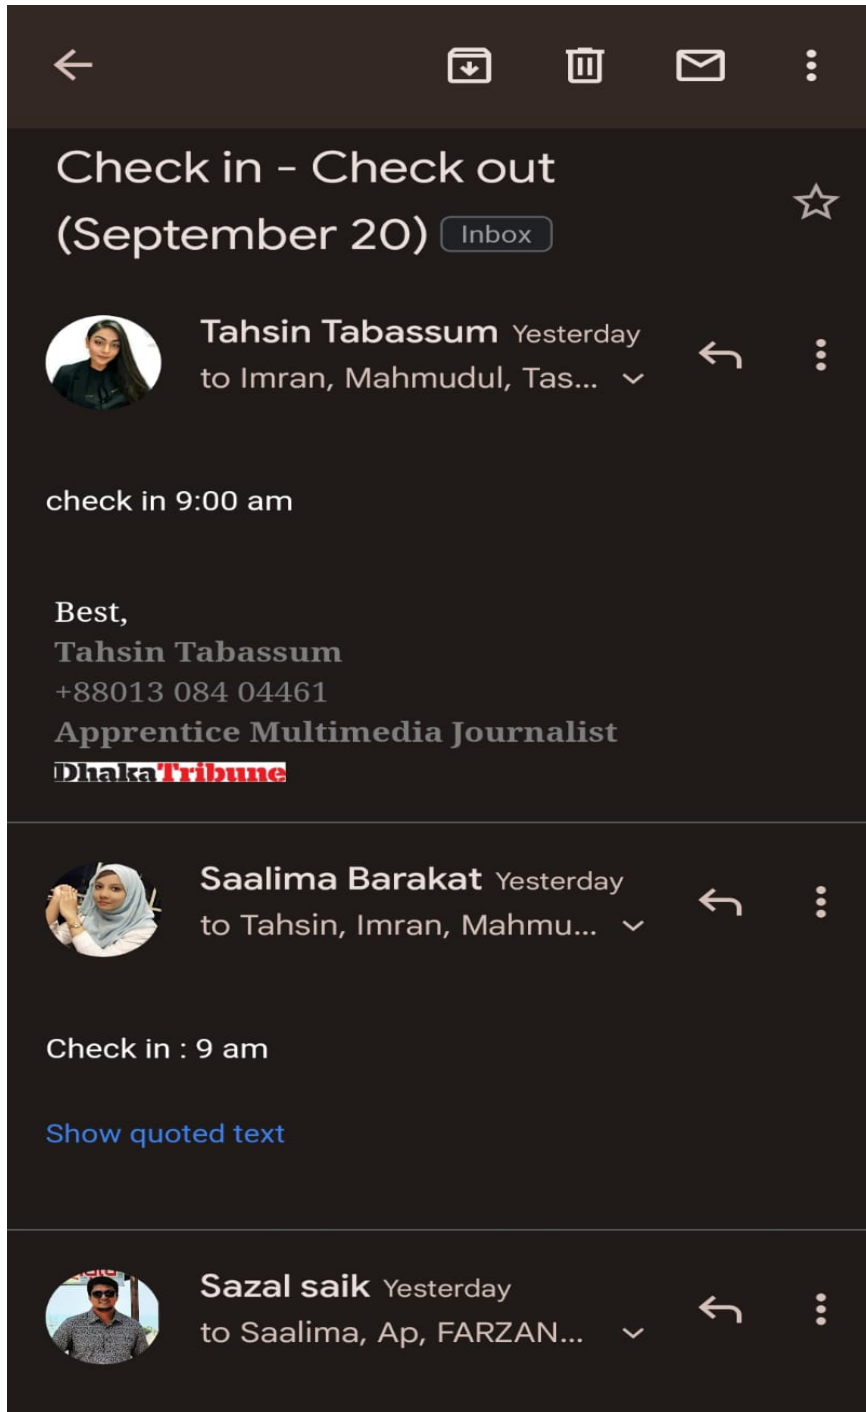 Check in - Check out
(September 20) Inbox
Tahsin Tabassum Yesterday
to Imran, Mahmudul, Tas...
check in 9:00 am
Best,
Tahsin Tabassum
+88013 084 04461
Apprentice Multimedia Journalist
DhakaTribune
Saalima Barakat Yesterday
to Tahsin, Imran, Mahmu...
Check in : 9 am
Show quoted text
Sazal saik Yesterday
to Saalima, Ap, FARZAN...